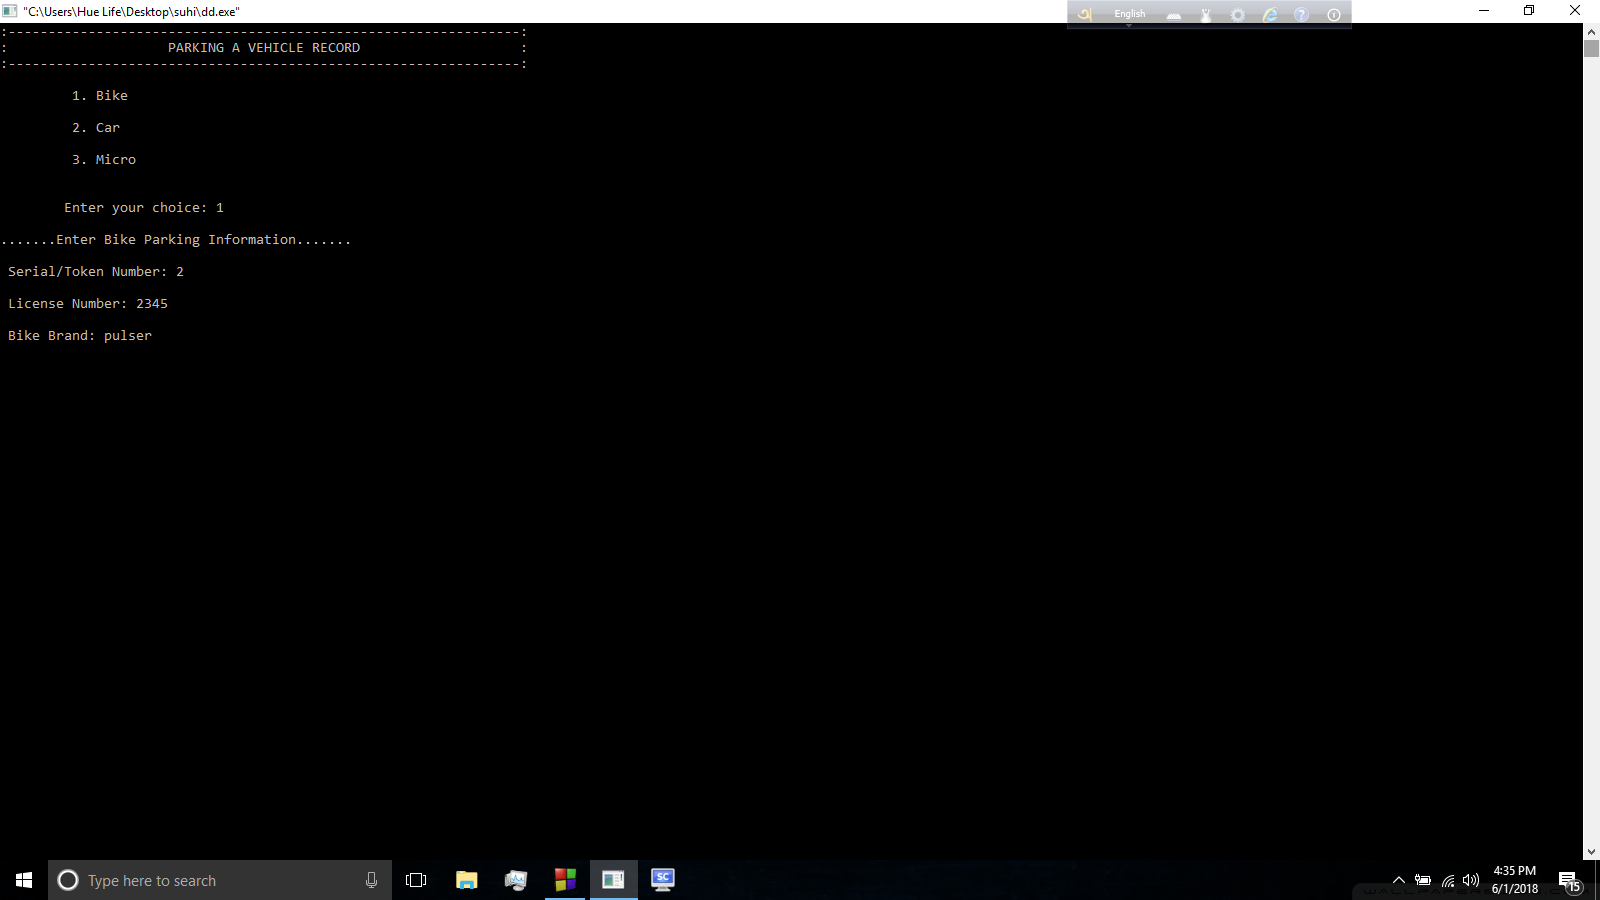 "C:\Users\Hue Life\Desktop\suhi\dd.exe"
English
:----------------------------------------------------------------:
: PARKING A VEHICLE RECORD :
:----------------------------------------------------------------:
1. Bike
2. Car
3. Micro
Enter your choice: 1
.......Enter Bike Parking Information.......
Serial/Token Number: 2
License Number: 2345
Bike Brand: pulser
Type here to search
SC
4:35 PM
6/1/2018
15